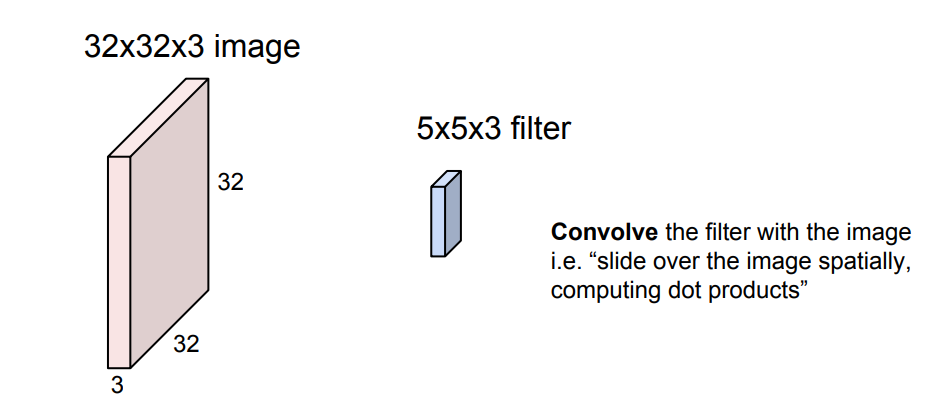 32x32x3 image
5x5x3 filter
32
Convolve the filter with the image
i.e. “slide over the image spatially,
computing dot products”
32
3